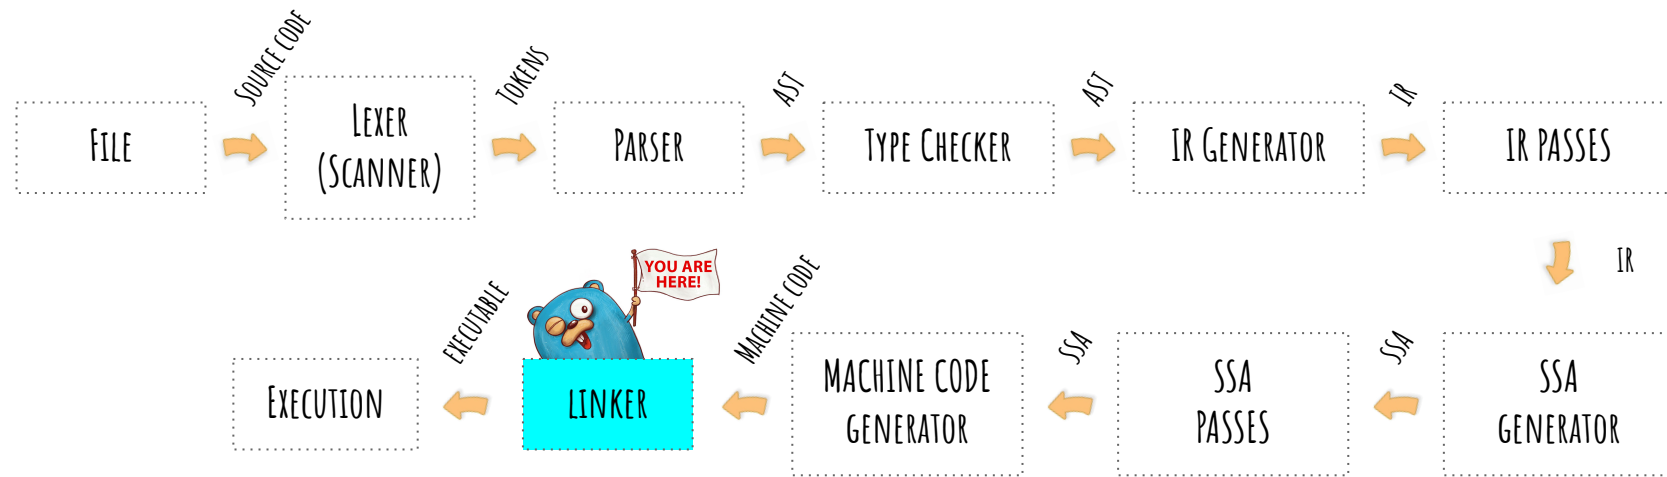 SOURCE CODE
TOKENS
AST
AST
IR
FILE
LEXER
(SCANNER)
PARSER
TYPE CHECKER
IR GENERATOR
IR PASSES
IR
YOU ARE
HERE!
EXECUTABLE
MACHINE CODE
SSA
SSA
EXECUTION
LINKER
MACHINE CODE
GENERATOR
SSA
PASSES
SSA
GENERATOR